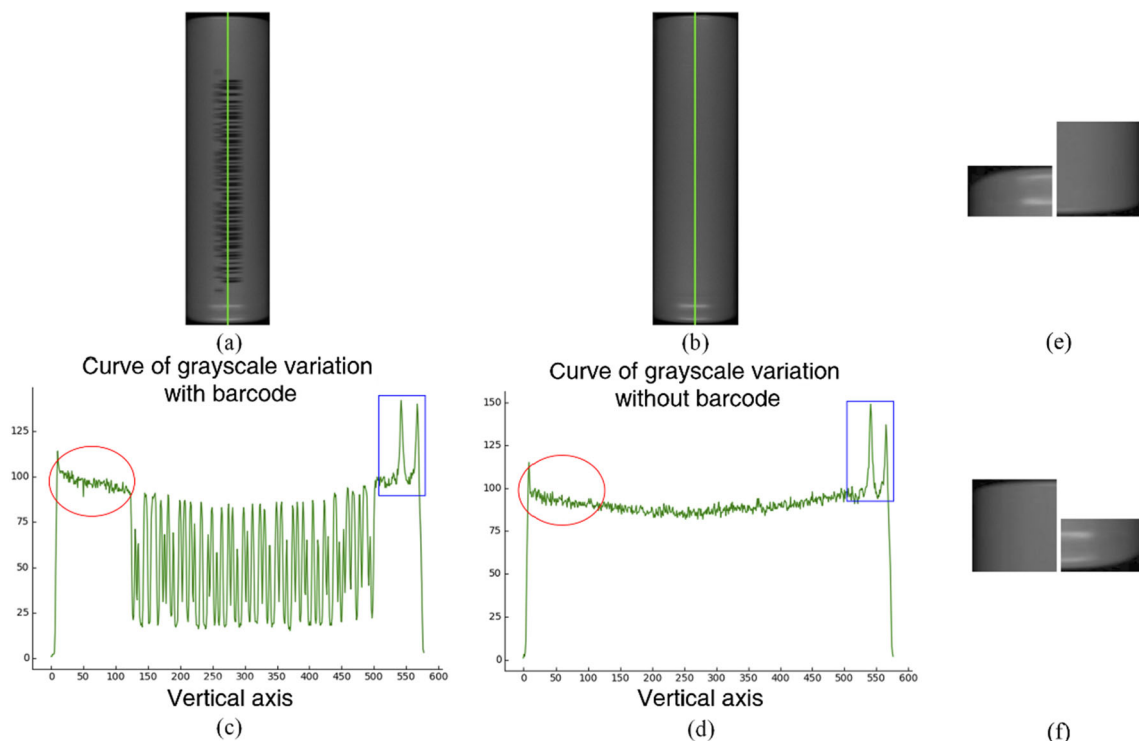 (a)
(b)
(e)
Curve of grayscale variation
with barcode
125
100
75
50
25
0
0 50 100 150 200 250 300 350 400 450 500 550 600
Vertical axis
(c)
Curve of grayscale variation
without barcode
150
125
100
75
50
25
0
0 50 100 150 200 250 300 350 400 450 500 550 600
Vertical axis
(d)
(f)